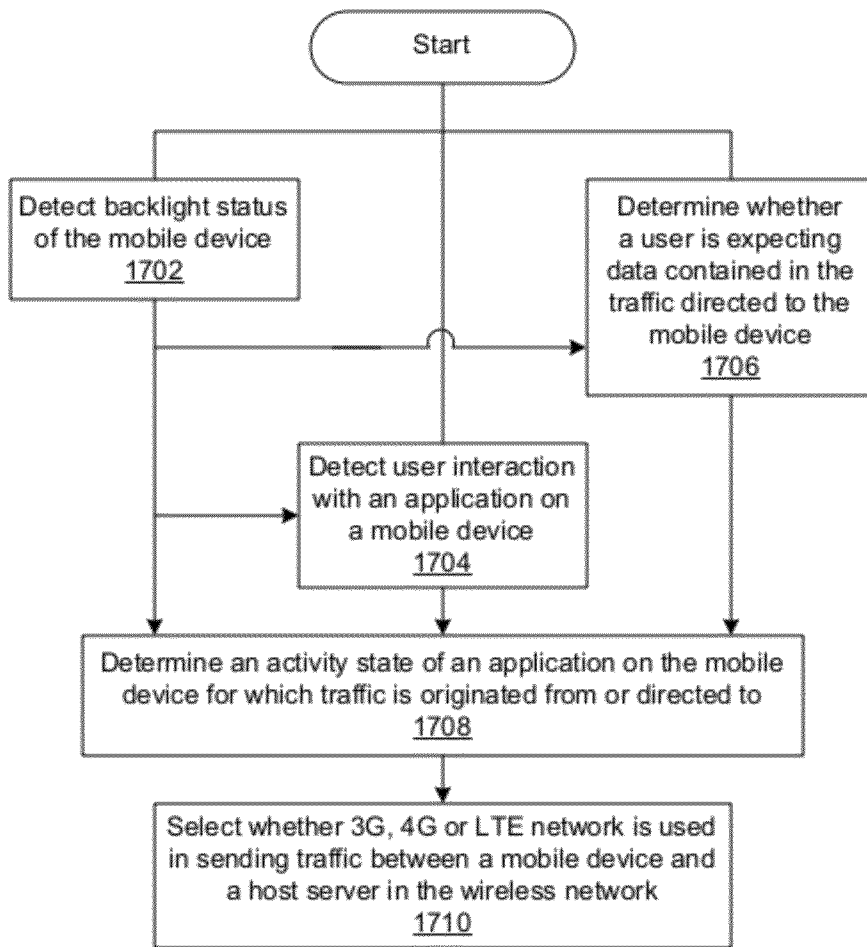 Start
Detect backlight status
of the mobile device
1702
Determine whether
a user is expecting
data contained in the
traffic directed to the
mobile device
1706
Detect user interaction
with an application on
a mobile device
1704
Determine an activity state of an application on the mobile
device for which traffic is originated from or directed to
1708
Select whether 3G, 4G or LTE network is used
in sending traffic between a mobile device and
a host server in the wireless network
1710